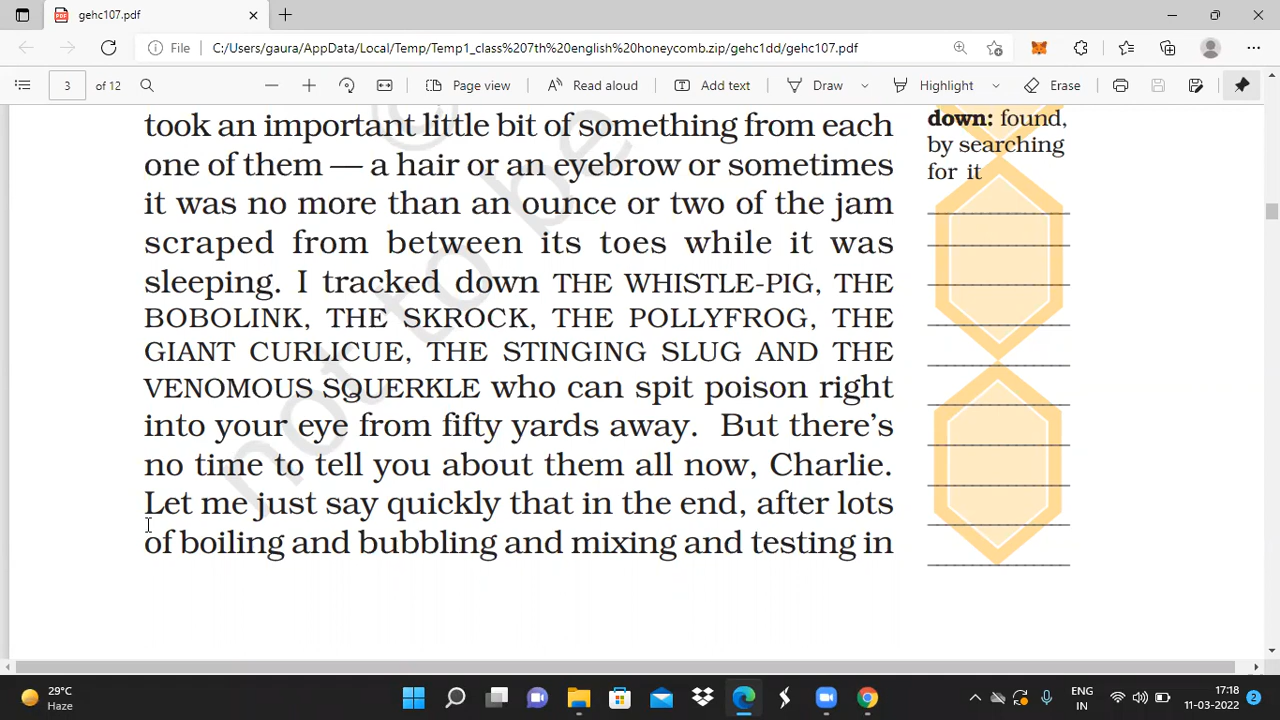 gehc107.pdf
File C:/Users/gaura/AppData/Local/Temp/Temp1_class%207th%20english%20honeycomb.zip/gehc1dd/gehc107.pdf
3 of 12 Page view Read aloud Add text Draw Highlight Erase
took an important little bit of something from each
one of them — a hair or an eyebrow or sometimes
it was no more than an ounce or two of the jam
scraped from between its toes while it was
sleeping. I tracked down THE WHISTLE-PIG, THE
BOBOLINK, THE SKROCK, THE POLLYFROG, THE
GIANT CURLICUE, THE STINGING SLUG AND THE
VENOMOUS SQUERKLE who can spit poison right
into your eye from fifty yards away. But there's
no time to tell you about them all now, Charlie.
Let me just say quickly that in the end, after lots
of boiling and bubbling and mixing and testing in
down: found,
by searching
for it
not to be
©
29°C
Haze
ENG
IN
17:18
11-03-2022
2